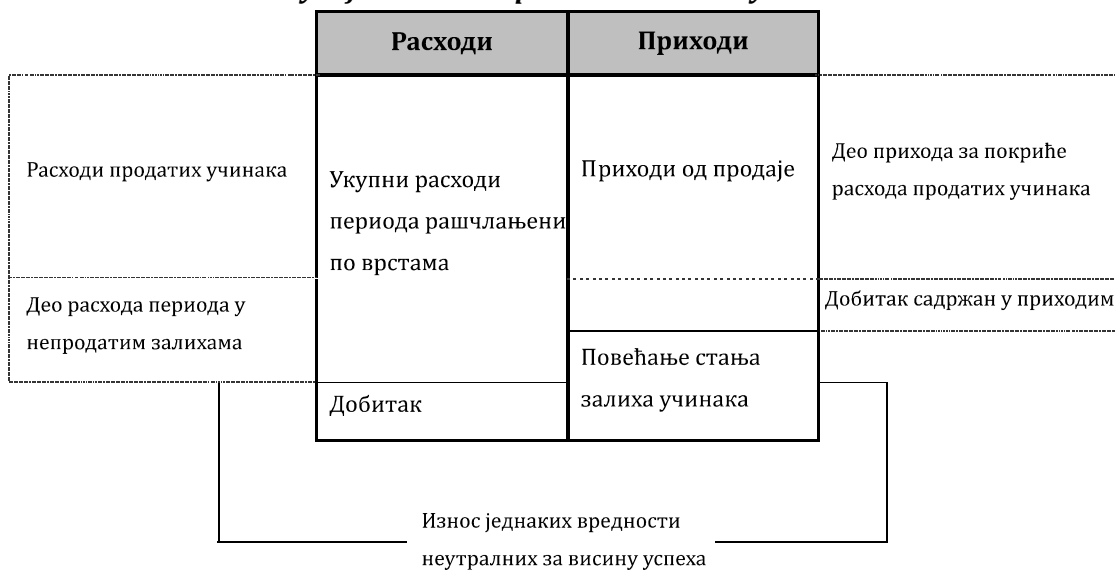 Расходи
Приходи
Расходи продатих учинака
Укупни расходи
периода рашчлањени
по врстама
Приходи од продаје
Део прихода за покриће
расхода продатих учинака
Део расхода периода у
непродатим залихама
Добитак садржан у приходим
Повећање стања
залиха учинака
Добитак
Износ једнаких вредности
неутралних за висину успеха